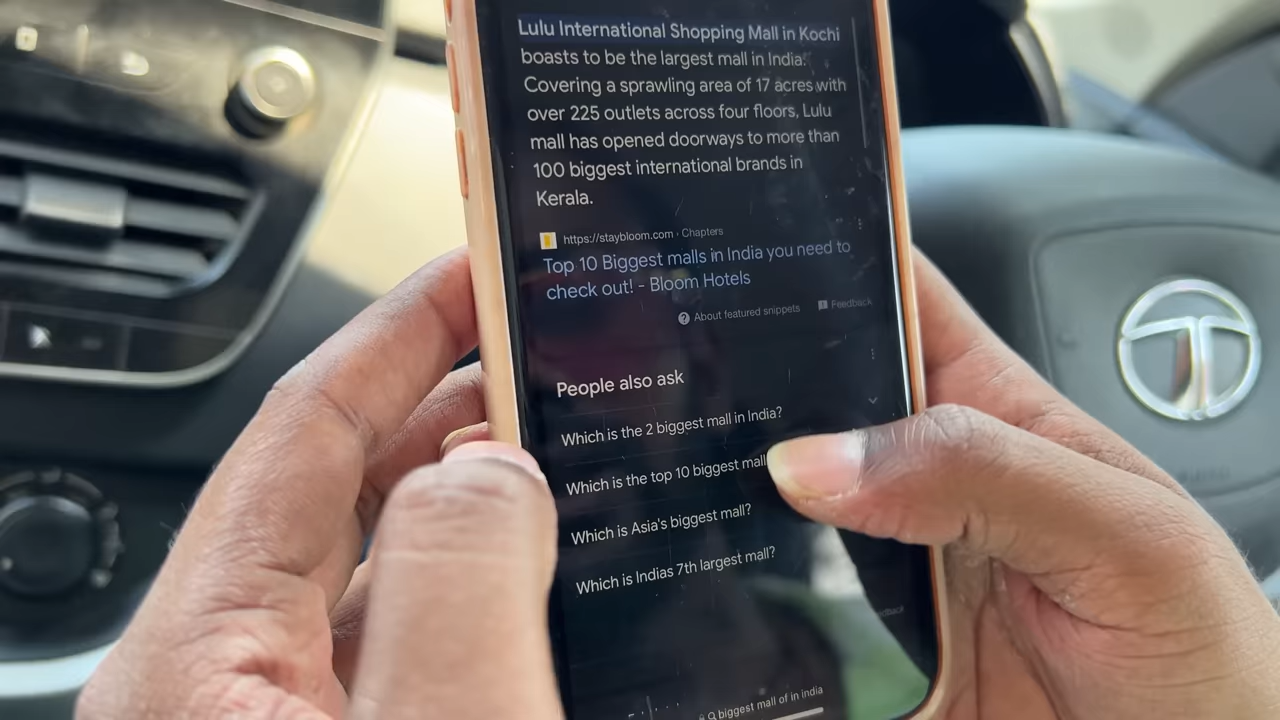 Lulu International Shopping Mall in Kochi
boasts to be the largest mall in India.
Covering a sprawling area of 17 acres with
over 225 outlets across four floors, Lulu
mall has opened doorways to more than
100 biggest international brands in
Kerala.
https://staybloom.com › Chapters
Top 10 Biggest malls in India you need to
check out! - Bloom Hotels
About featured snippets Feedback
People also ask
Which is the 2 biggest mall in India?
Which is the top 10 biggest mall
Which is Asia's biggest mall?
Which is Indias 7th largest mall?
biggest mall of in india